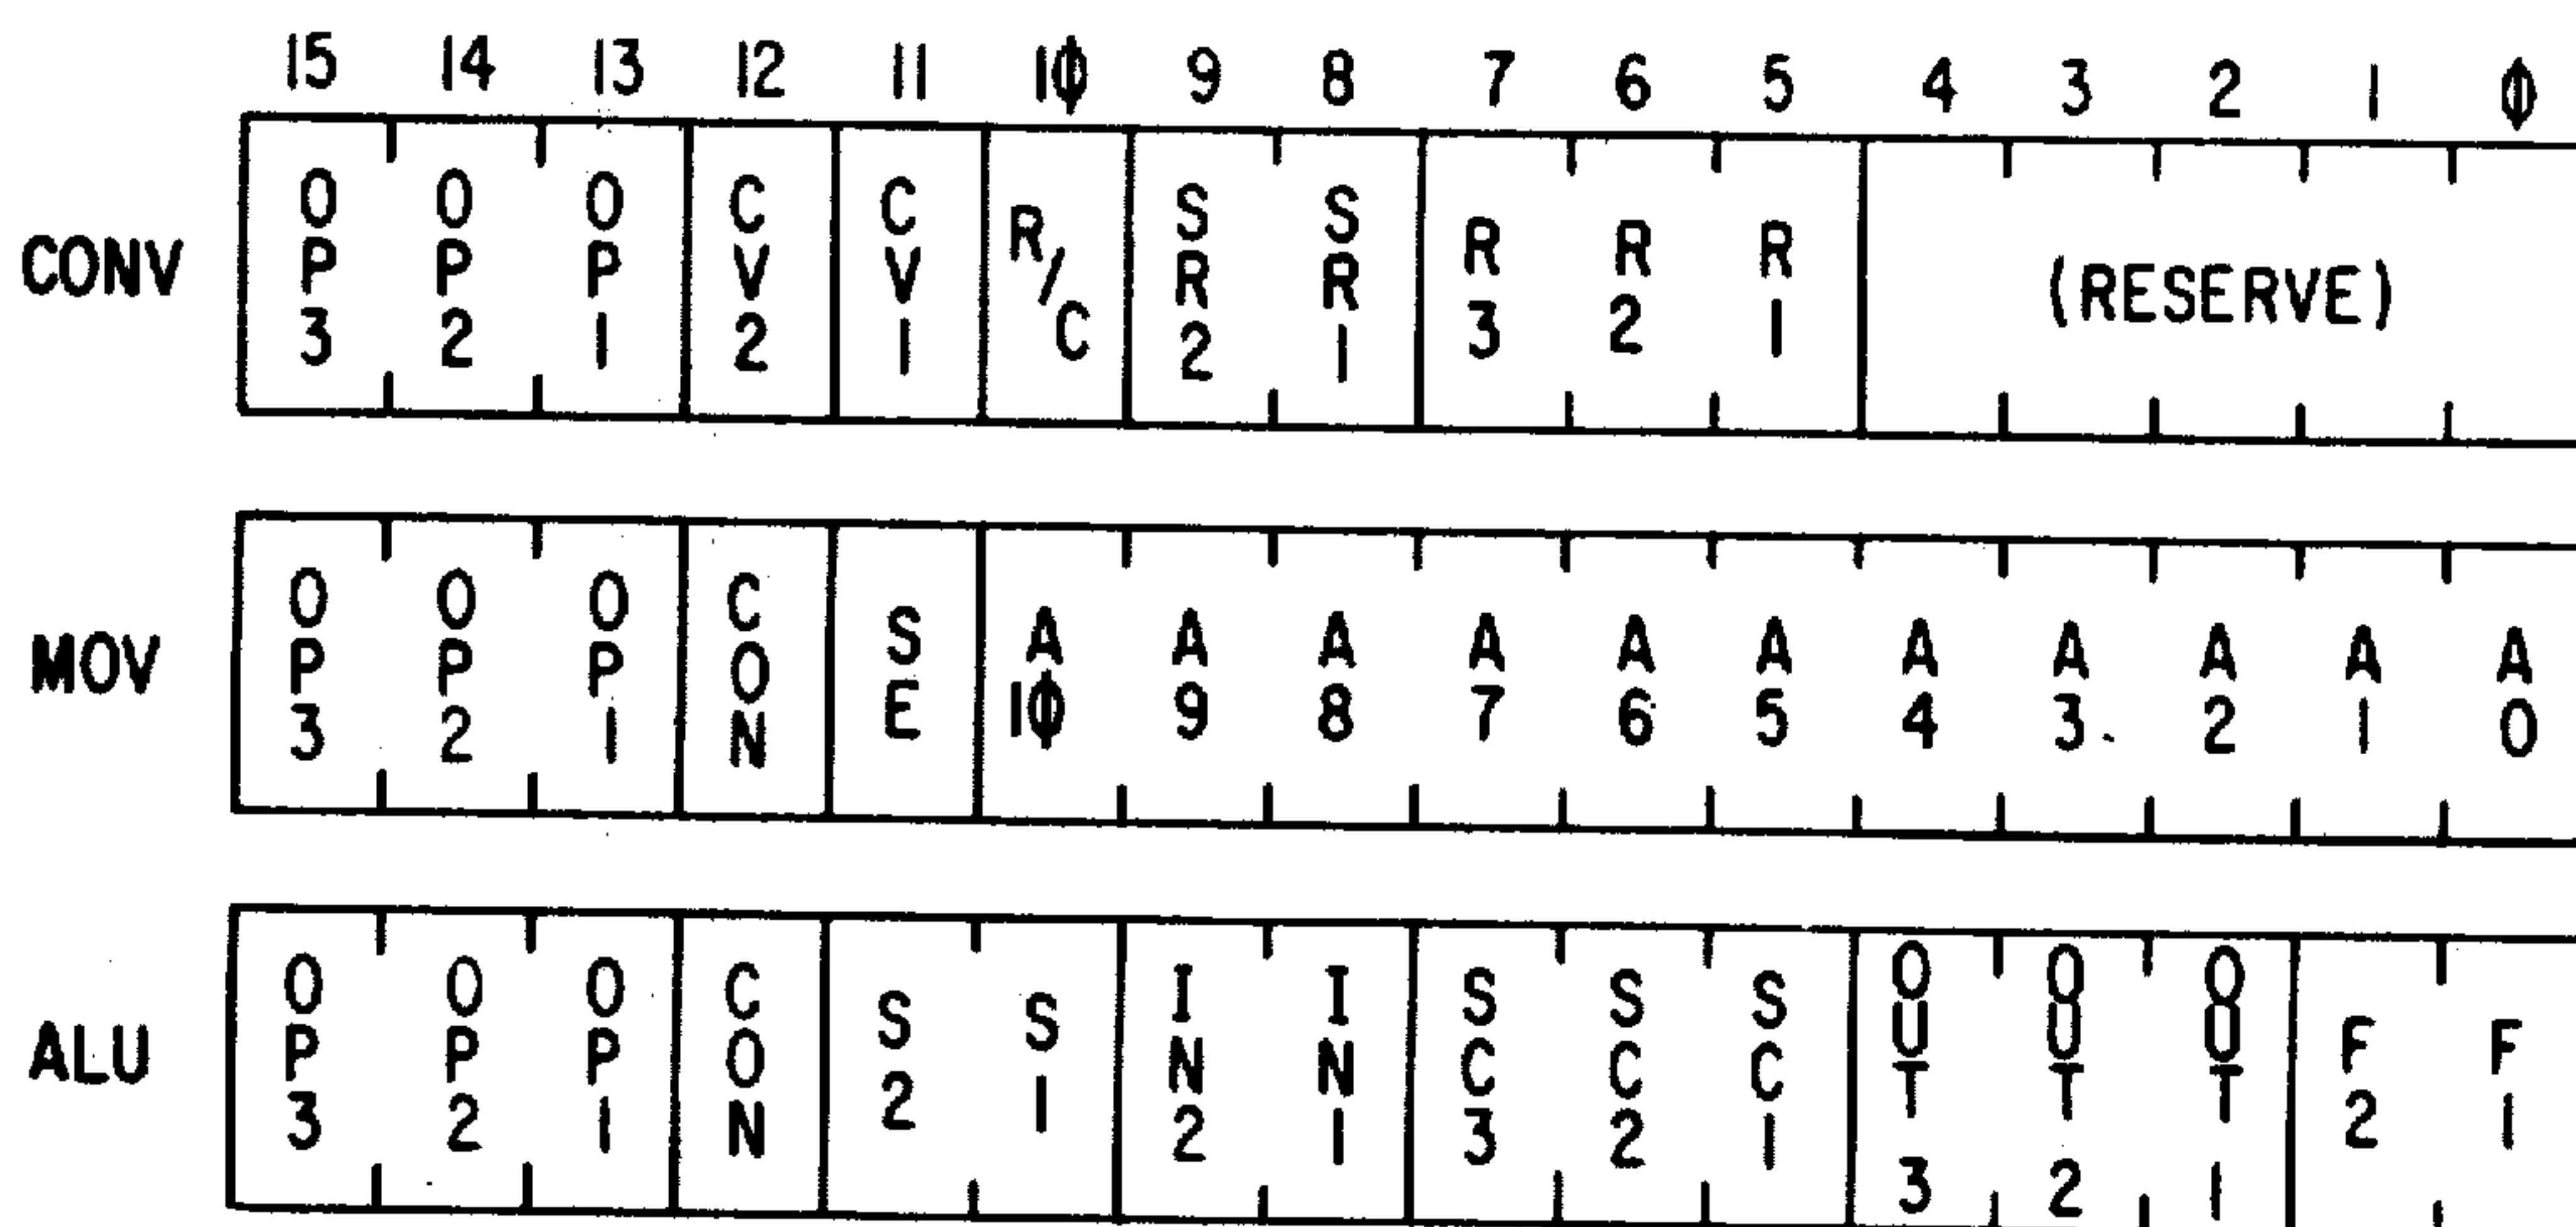 15 14 13 12 11 1ϕ 9 8 7 6 5 4 3 2 1 ϕ
CONV OP3 OP2 OP1 CV2 CV1 R/C SR2 SR1 R3 R2 R1 (RESERVE)
MOV OP3 OP2 OP1 CON SE A1ϕ A9 A8 A7 A6 A5 A4 A3 A2 A1 A0
ALU OP3 OP2 OP1 CON S2 S1 IN2 IN1 SC3 SC2 SC1 OUT3 OUT2 OUT1 F2 F1